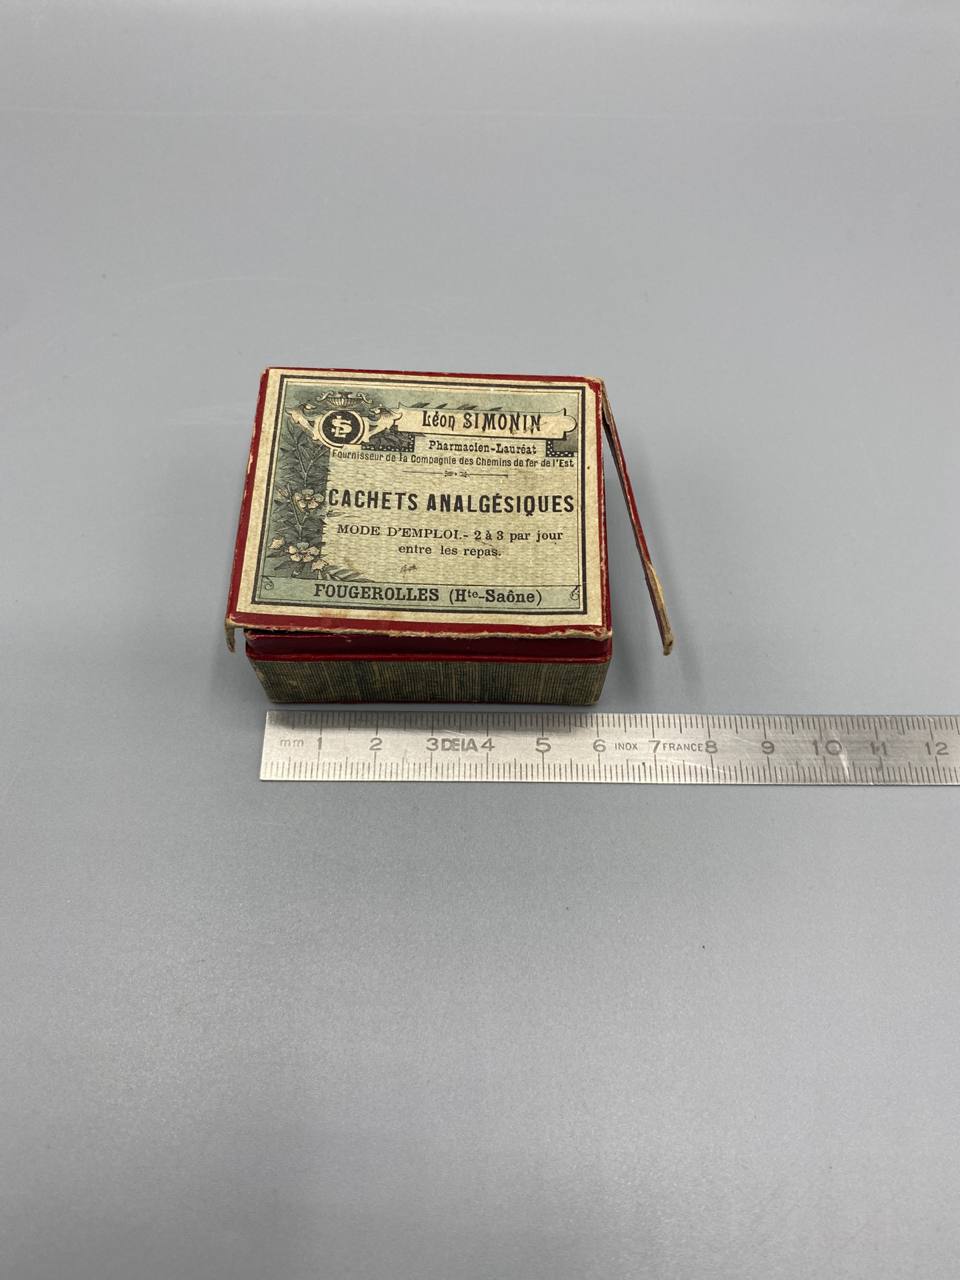 LS
Léon SIMONIN
Pharmacien-Lauréat
Fournisseur de la Compagnie des Chemins de fer de l'Est
CACHETS ANALGÉSIQUES
MODE D'EMPLOI.- 2 à 3 par jour
entre les repas.
FOUGEROLLES (Hte-Saône)
mm 1 2 3 DELA 4 5 6 INOX 7 FRANCE 8 9 10 11 12